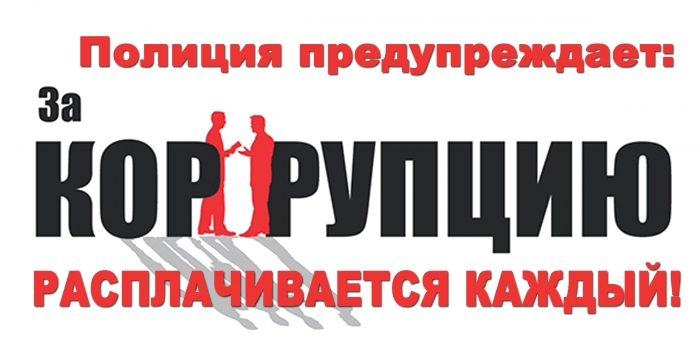 Полиция предупреждает:
За
КОРРУПЦИЮ
РАСПЛАЧИВАЕТСЯ КАЖДЫЙ!